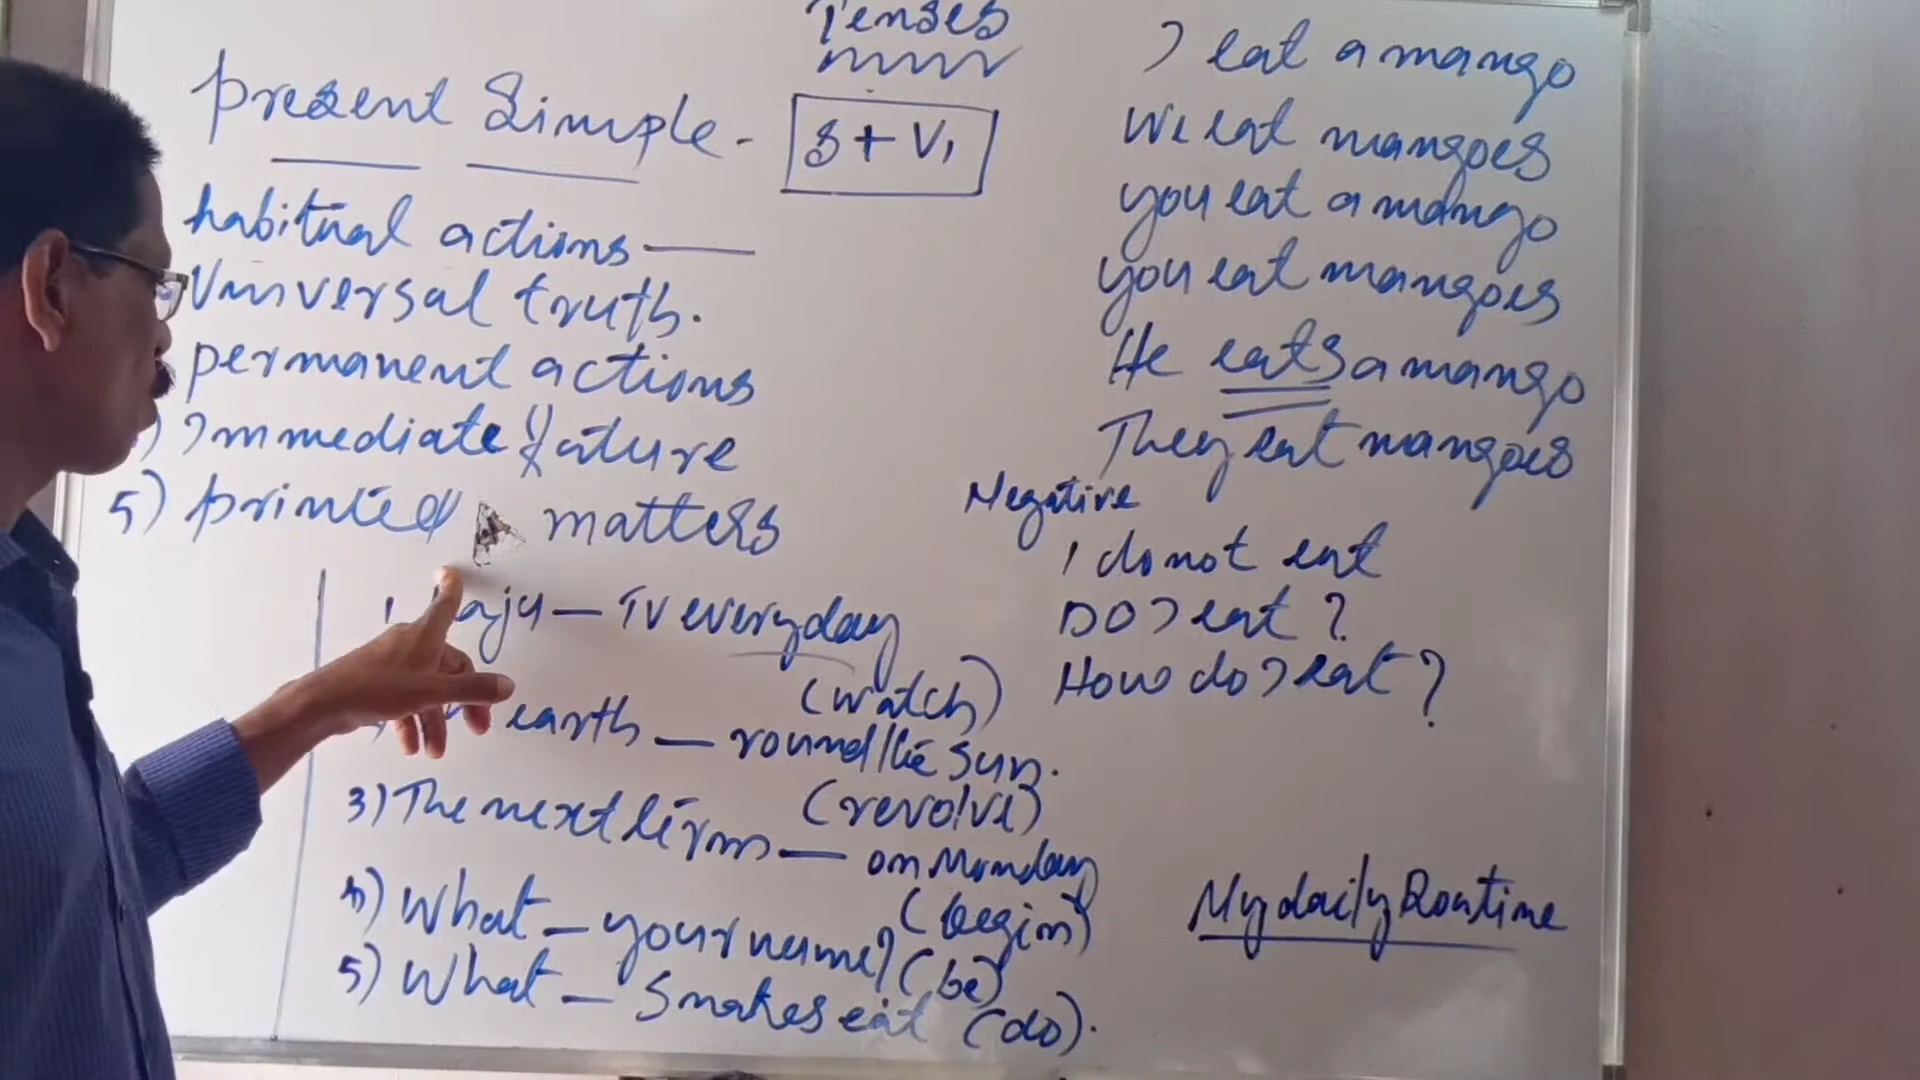 Tenses
Present Simple - S + V1
habitual actions —
Universal truth.
permanent actions
) Immediate future
5) printed matters
aju — TV everyday
(watch)
earth — round the sun.
(revolve)
3) The next term — on Monday
(begin)
4) What — your name? (be)
5) What — Snakes eat (do).
I eat a mango
We eat mangoes
you eat a mango
you eat mangoes
He eats a mango
They eat mangoes
Negative
I do not eat
DO I eat ?
How do I eat ?
My daily Routine